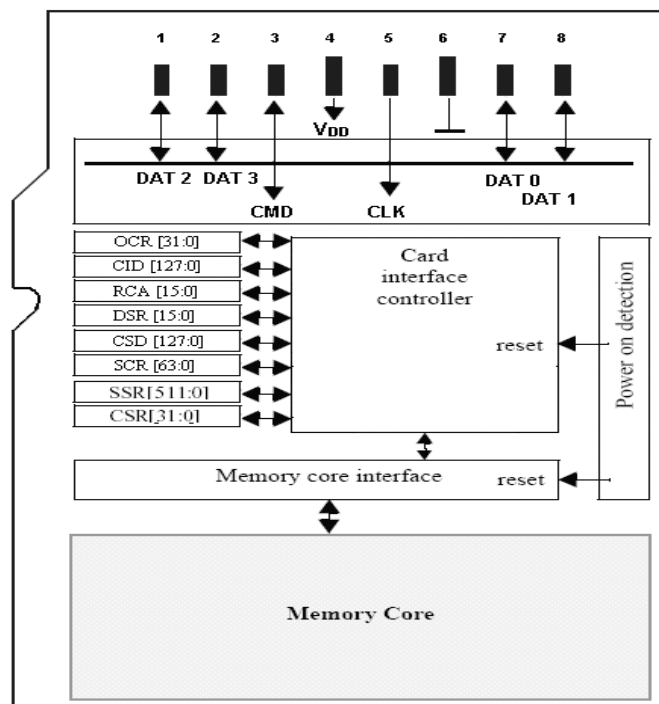 1 2 3 4 5 6 7 8
VDD
DAT 2 DAT 3 DAT 0
DAT 1
CMD CLK
OCR [31:0]
CID [127:0]
RCA [15:0]
DSR [15:0]
CSD [127:0]
SCR [63:0]
SSR[511:0]
CSR[31:0]
Card
interface
controller
reset
Power on detection
Memory core interface reset
Memory Core